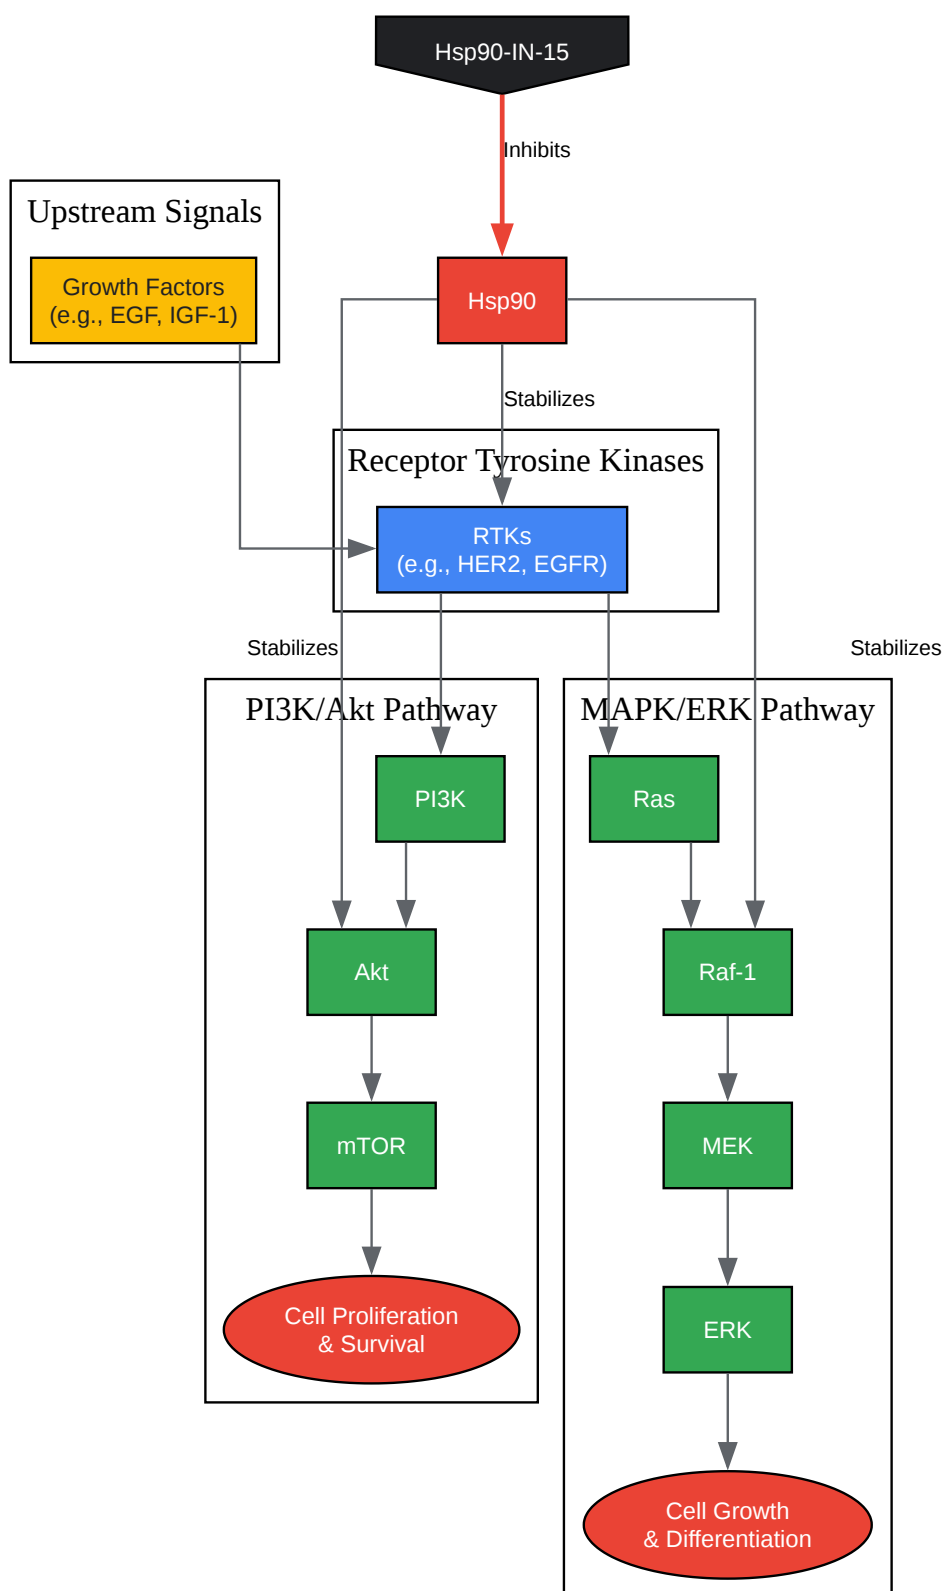 Hsp90-IN-15
Inhibits
Upstream Signals
Growth Factors
(e.g., EGF, IGF-1)
Hsp90
Stabilizes
Receptor Tyrosine Kinases
RTKs
(e.g., HER2, EGFR)
Stabilizes
Stabilizes
PI3K/Akt Pathway
MAPK/ERK Pathway
PI3K
Ras
Akt
Raf-1
mTOR
MEK
Cell Proliferation
& Survival
ERK
Cell Growth
& Differentiation